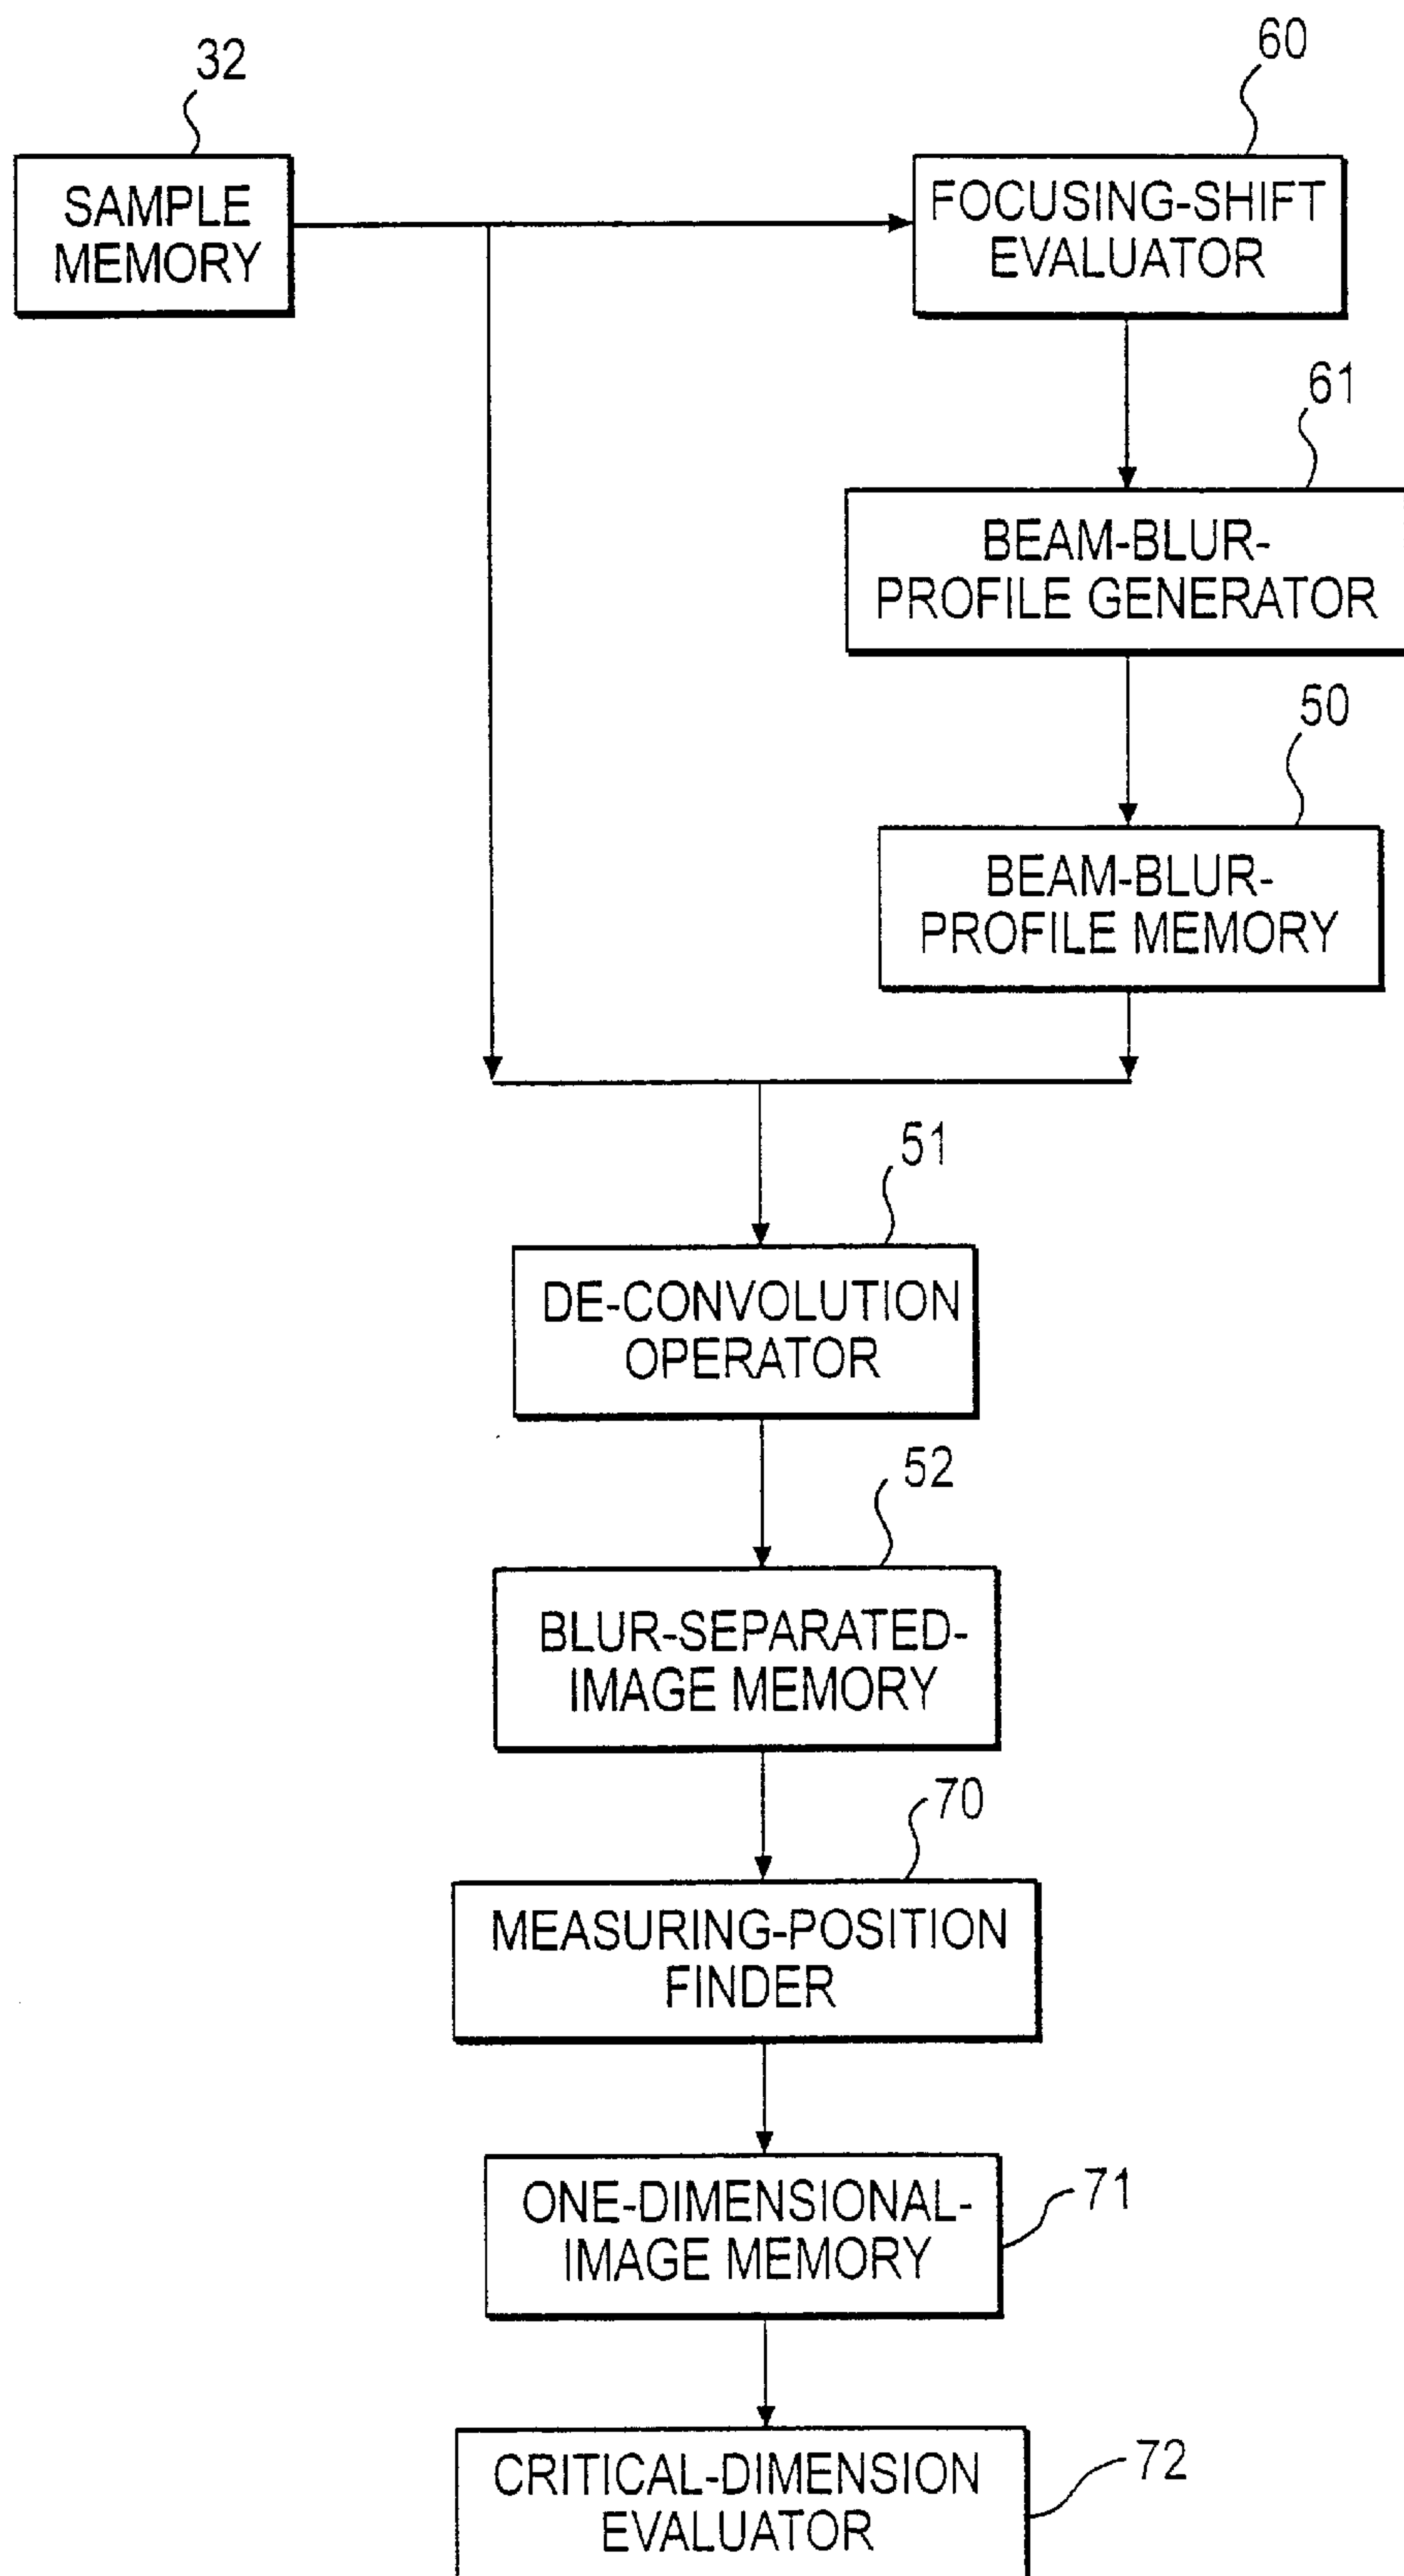 32
60
SAMPLE
MEMORY
FOCUSING-SHIFT
EVALUATOR
61
BEAM-BLUR-
PROFILE GENERATOR
50
BEAM-BLUR-
PROFILE MEMORY
51
DE-CONVOLUTION
OPERATOR
52
BLUR-SEPARATED-
IMAGE MEMORY
70
MEASURING-POSITION
FINDER
ONE-DIMENSIONAL-
IMAGE MEMORY
71
CRITICAL-DIMENSION
EVALUATOR
72